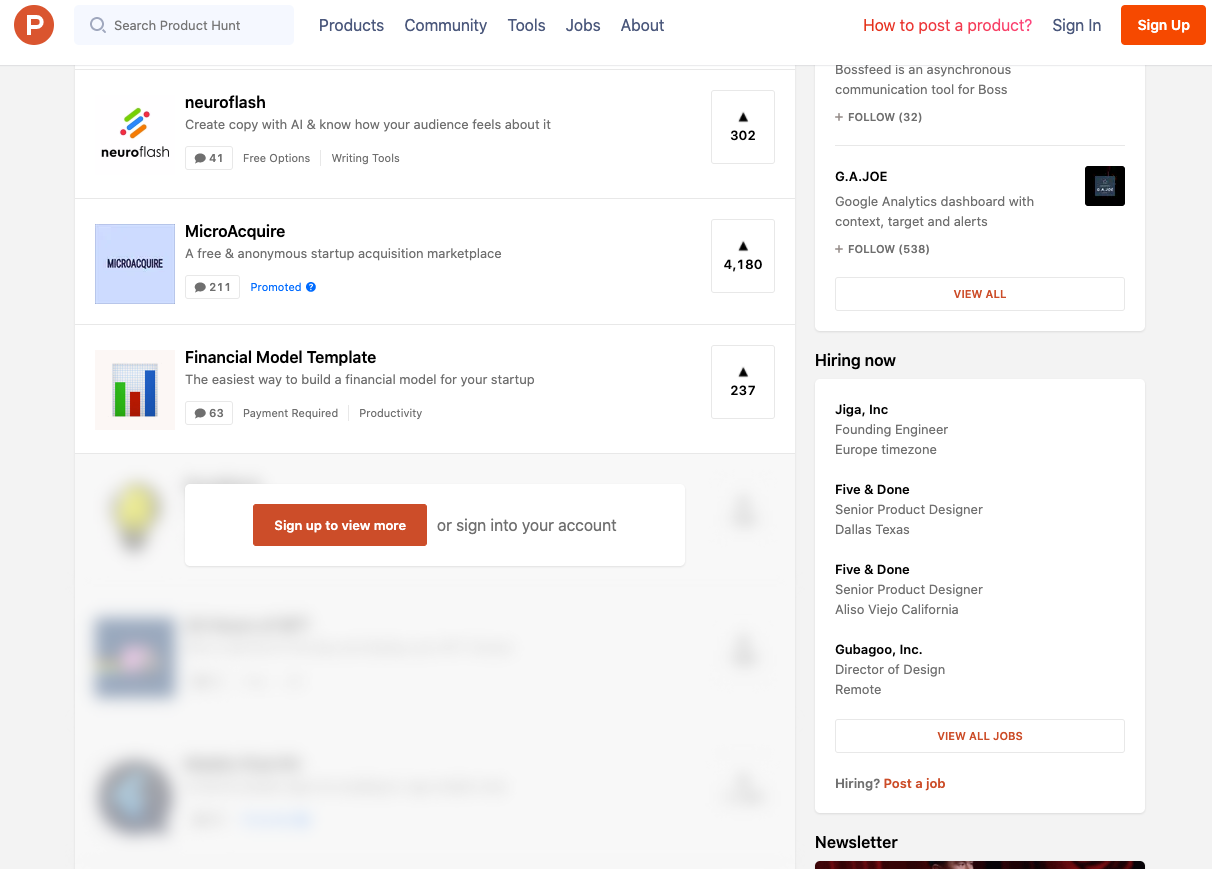 P
Search Product Hunt
Products
Community
Tools
Jobs
About
How to post a product?
Sign In
Sign Up
neuroflash
neuroflash
Create copy with AI & know how your audience feels about it
41
Free Options
Writing Tools
302
MICROACQUIRE
MicroAcquire
A free & anonymous startup acquisition marketplace
211
Promoted ?
4,180
Financial Model Template
The easiest way to build a financial model for your startup
63
Payment Required
Productivity
237
Sign up to view more
or sign into your account
Bossfeed is an asynchronous
communication tool for Boss
+ FOLLOW (32)
G.A.JOE
Google Analytics dashboard with
context, target and alerts
+ FOLLOW (538)
G.A.JOE
VIEW ALL
Hiring now
Jiga, Inc
Founding Engineer
Europe timezone
Five & Done
Senior Product Designer
Dallas Texas
Five & Done
Senior Product Designer
Aliso Viejo California
Gubagoo, Inc.
Director of Design
Remote
VIEW ALL JOBS
Hiring? Post a job
Newsletter